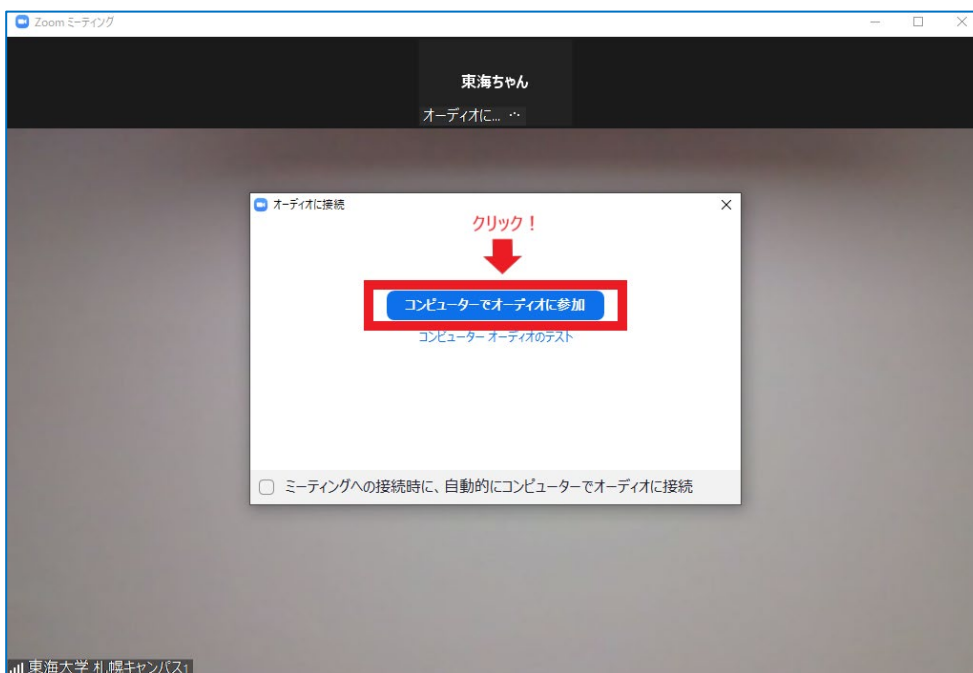 Zoom ミーティング
東海ちゃん
オーディオに... ...
オーディオに接続
クリック！
コンピューターでオーディオに参加
コンピューター オーディオのテスト
ミーティングへの接続時に、自動的にコンピューターでオーディオに接続
東海大学 札幌キャンパス1